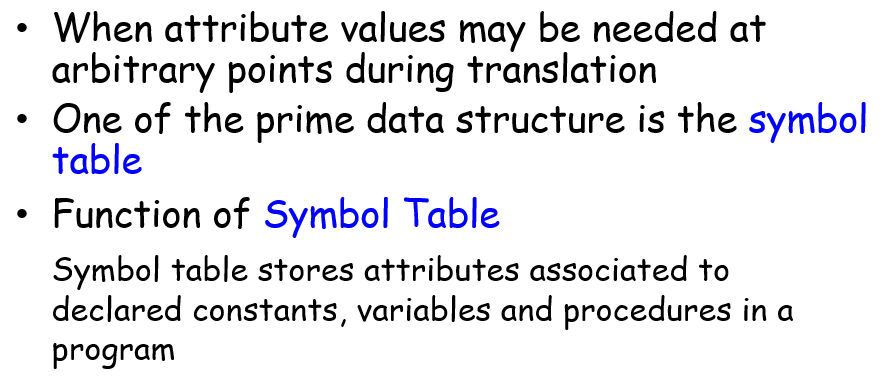 • When attribute values may be needed at
arbitrary points during translation
• One of the prime data structure is the symbol
table
• Function of Symbol Table
Symbol table stores attributes associated to
declared constants, variables and procedures in a
program